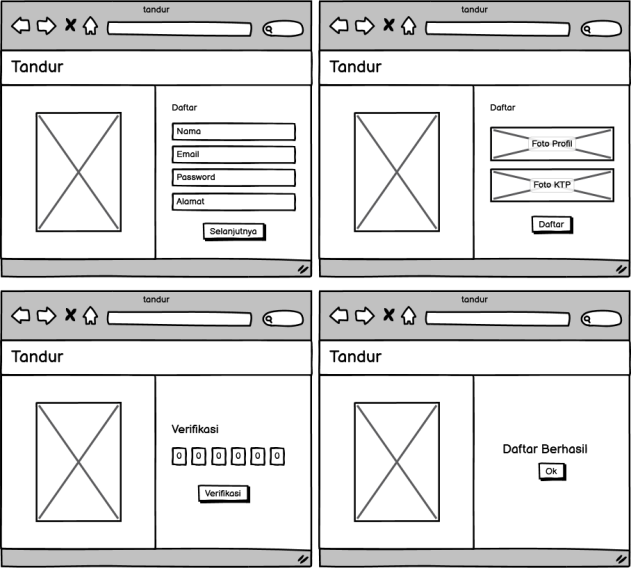 tandur
Tandur
Daftar
Nama
Email
Password
Alamat
Selanjutnya
tandur
Tandur
Daftar
Foto Profil
Foto KTP
Daftar
tandur
Tandur
Verifikasi
0 0 0 0 0 0
Verifikasi
tandur
Tandur
Daftar Berhasil
Ok